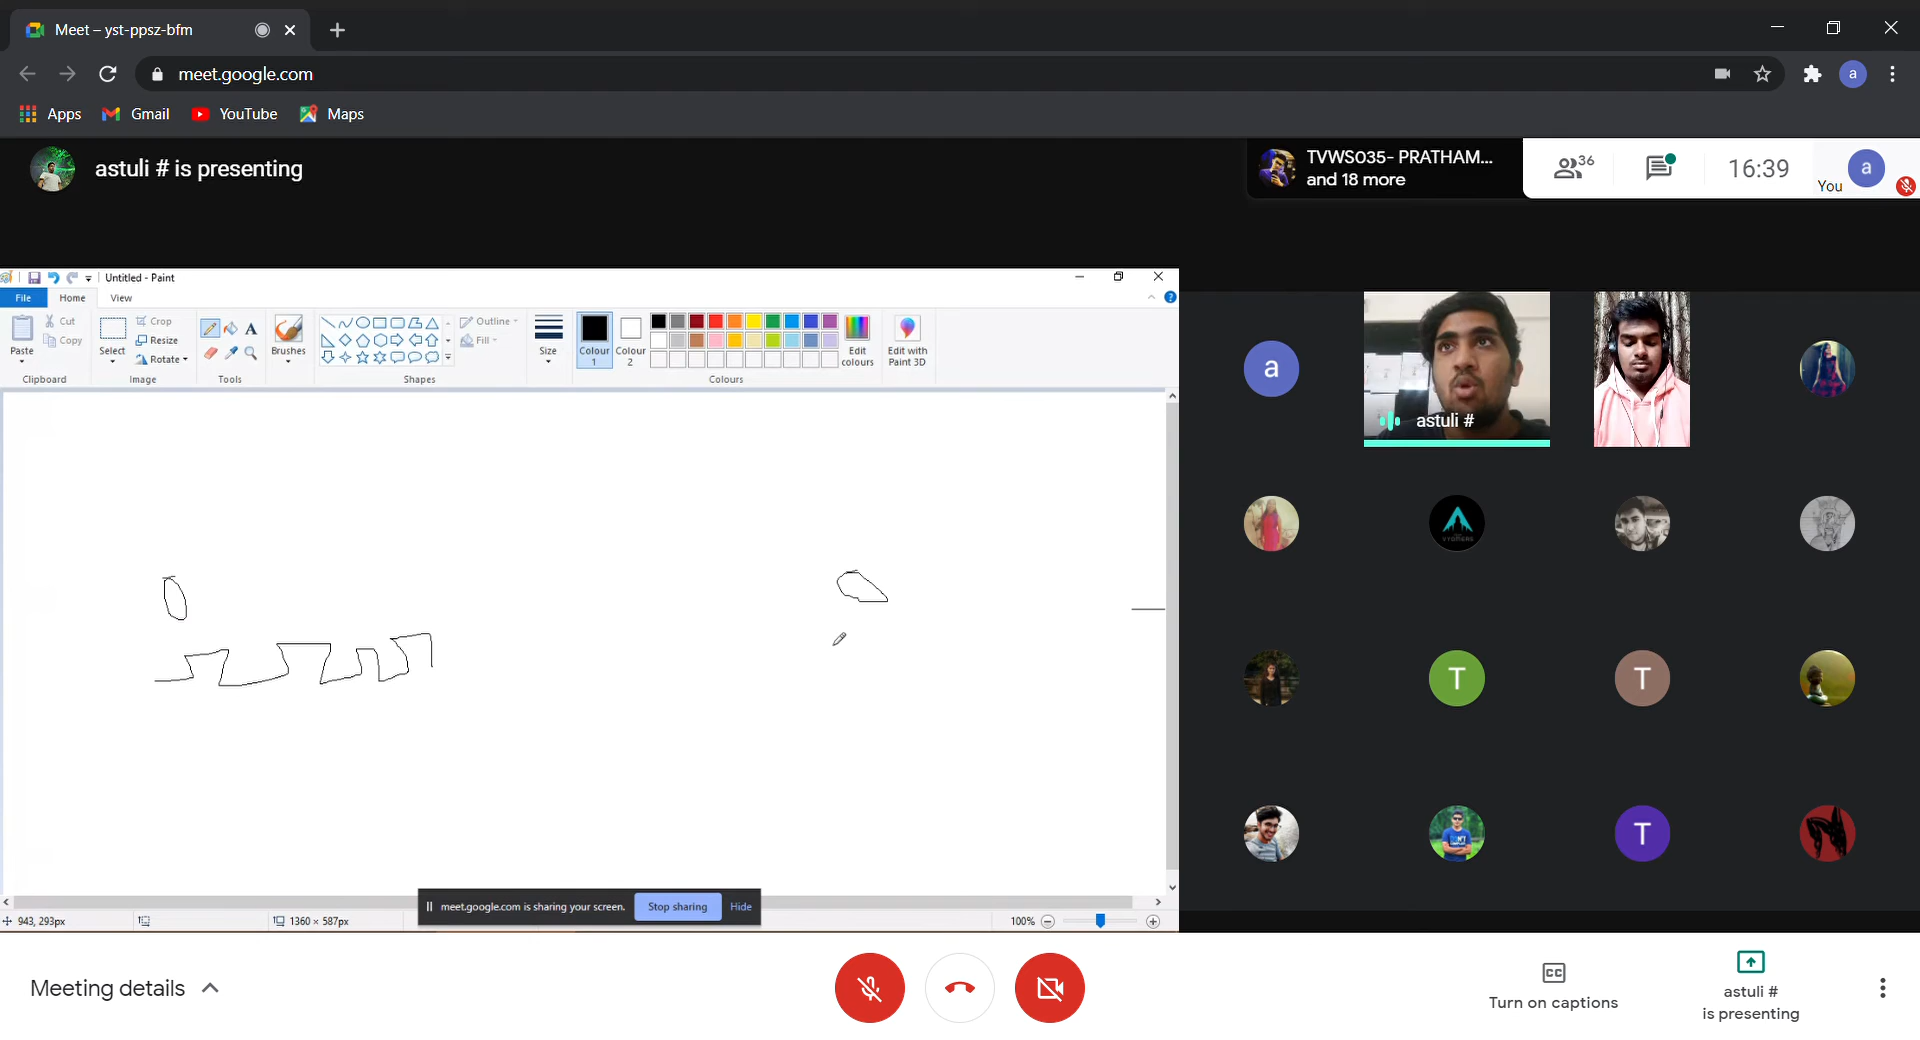 Meet – yst-ppsz-bfm
meet.google.com
a
Apps
Gmail
YouTube
Maps
astuli # is presenting
TVWS035- PRATHAM...
and 18 more
36
16:39
You
a
Untitled - Paint
File
Home
View
Paste
Cut
Copy
Clipboard
Select
Crop
Resize
Rotate
Image
A
Tools
Brushes
Outline
Fill
Shapes
Size
Colour
1
Colour
2
Edit
colours
Edit with
Paint 3D
Colours
a
astuli #
VYOMERS
T
T
T
meet.google.com is sharing your screen.
Stop sharing
Hide
943, 293px
1360 × 587px
100%
Meeting details
CC
Turn on captions
astuli #
is presenting